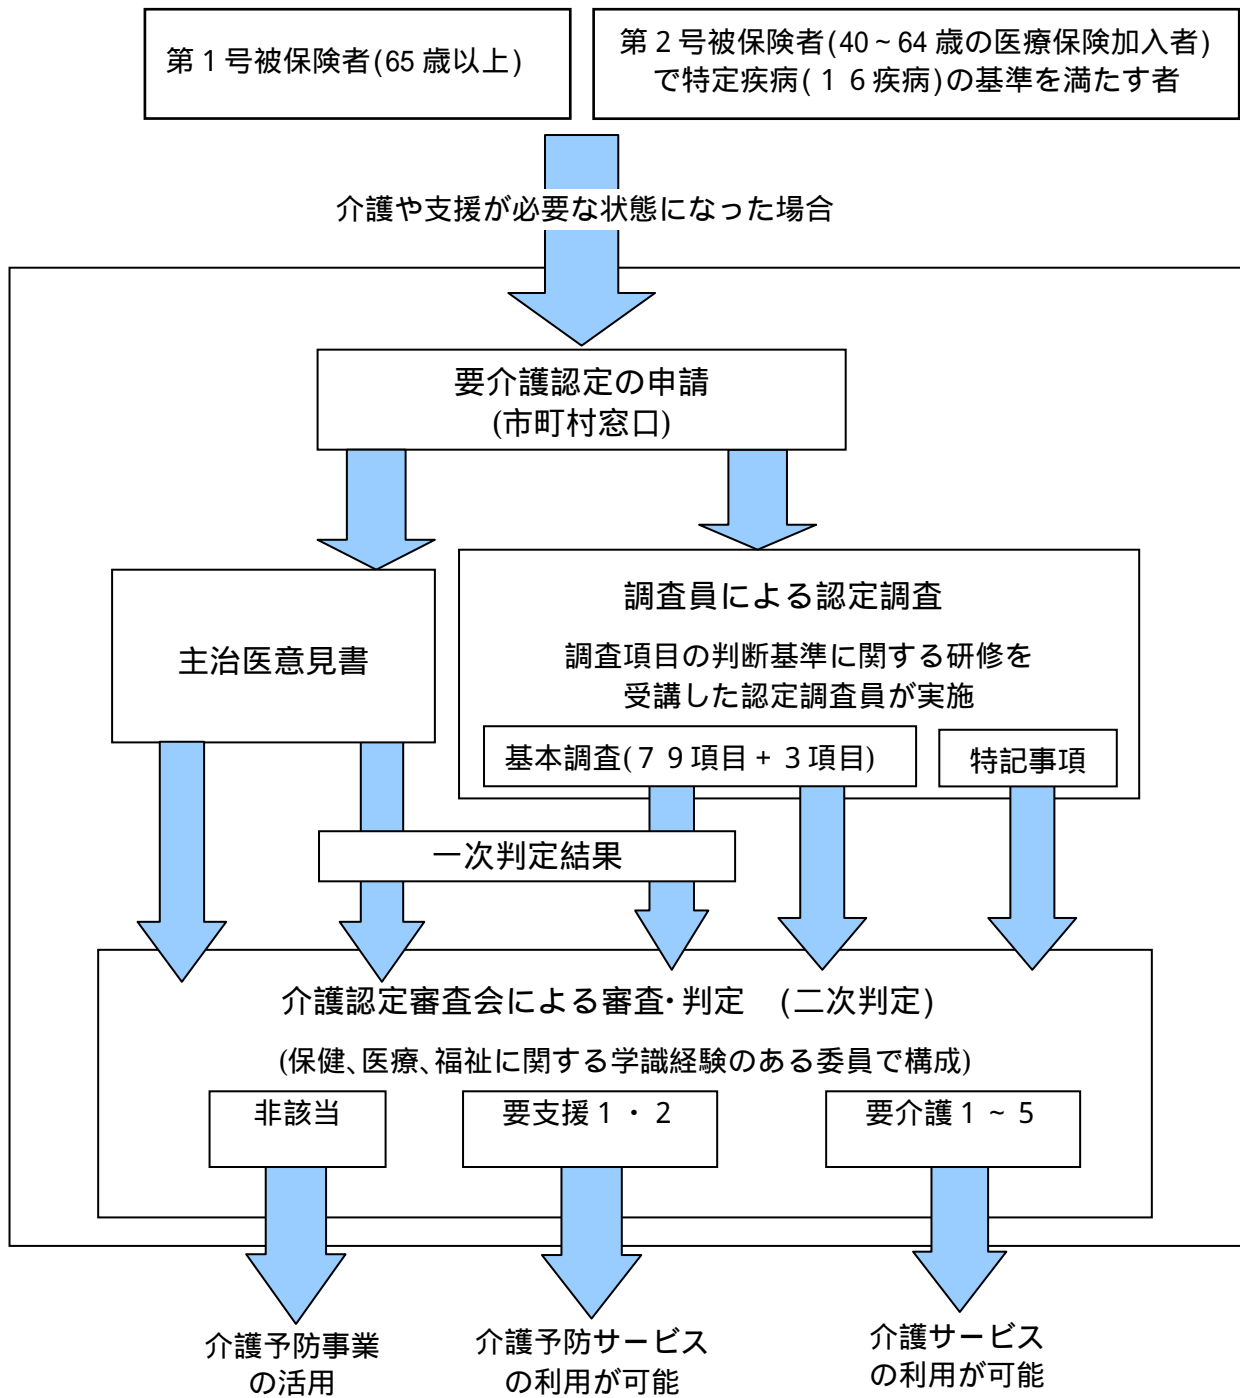 第１号被保険者(65 歳以上)
第２号被保険者(40～64 歳の医療保険加入者)
で特定疾病(１６疾病)の基準を満たす者
介護や支援が必要な状態になった場合
要介護認定の申請
(市町村窓口)
主治医意見書
調査員による認定調査
調査項目の判断基準に関する研修を
受講した認定調査員が実施
基本調査(７９項目+３項目)
特記事項
一次判定結果
介護認定審査会による審査・判定　(二次判定)
(保健、医療、福祉に関する学識経験のある委員で構成)
非該当
要支援１・２
要介護１～５
介護予防事業
の活用
介護予防サービス
の利用が可能
介護サービス
の利用が可能